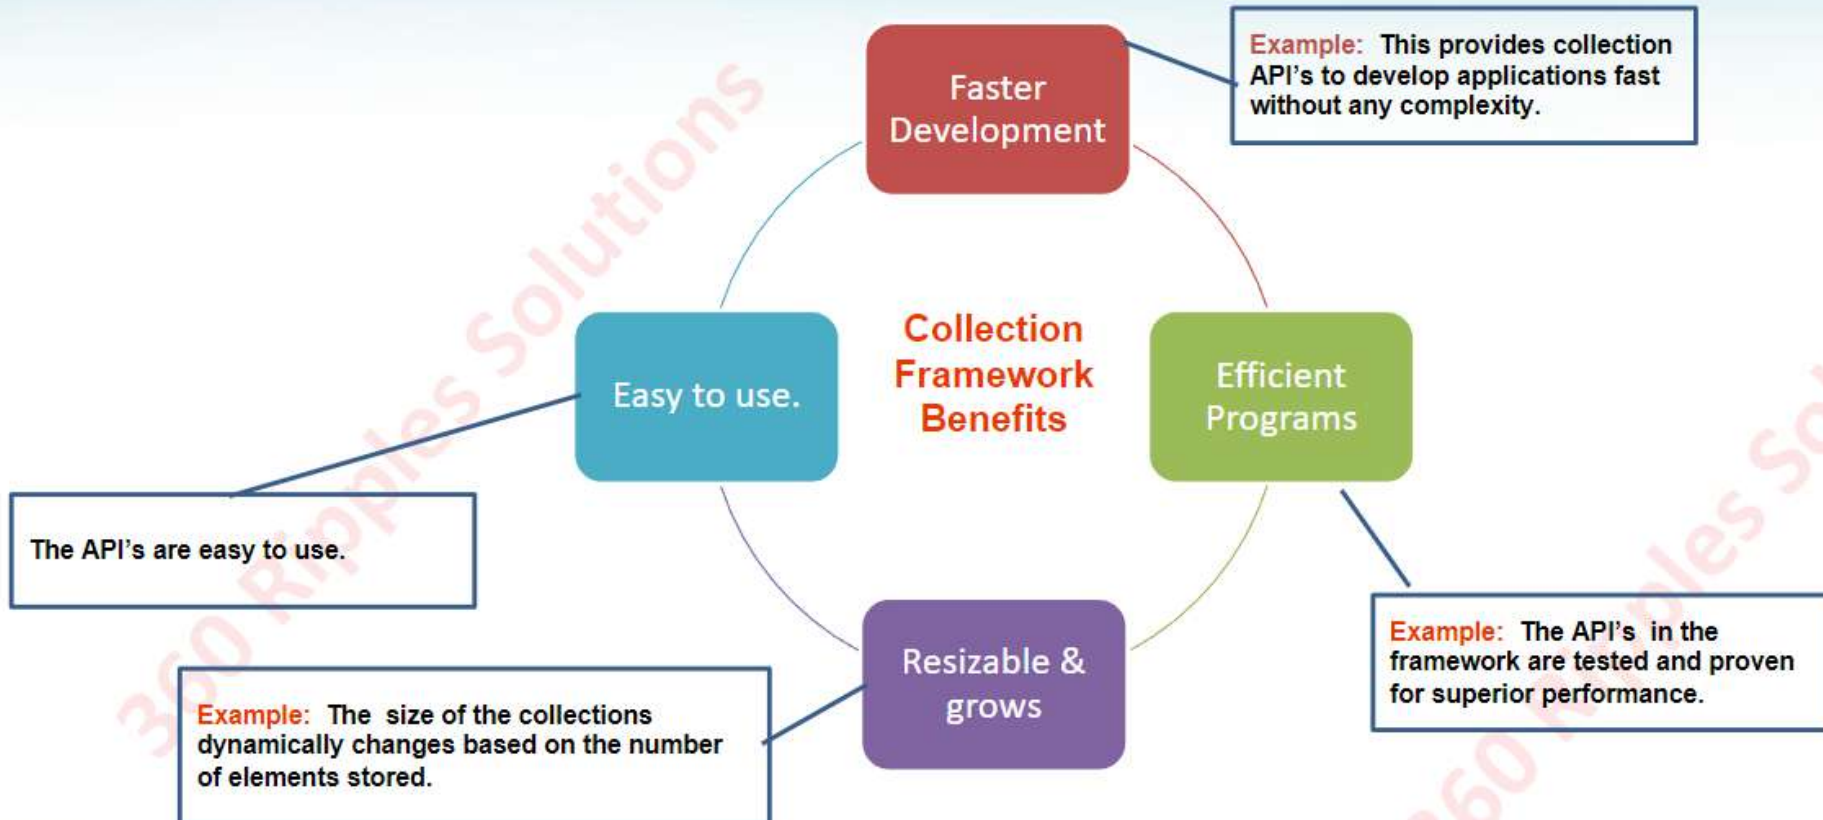 Faster
Development
Example: This provides collection
API's to develop applications fast
without any complexity.
Collection
Framework
Benefits
Easy to use.
Efficient
Programs
The API's are easy to use.
Resizable &
grows
Example: The API's in the
framework are tested and proven
for superior performance.
Example: The size of the collections
dynamically changes based on the number
of elements stored.
360 Ripples Solutions
360 Ripples Sol